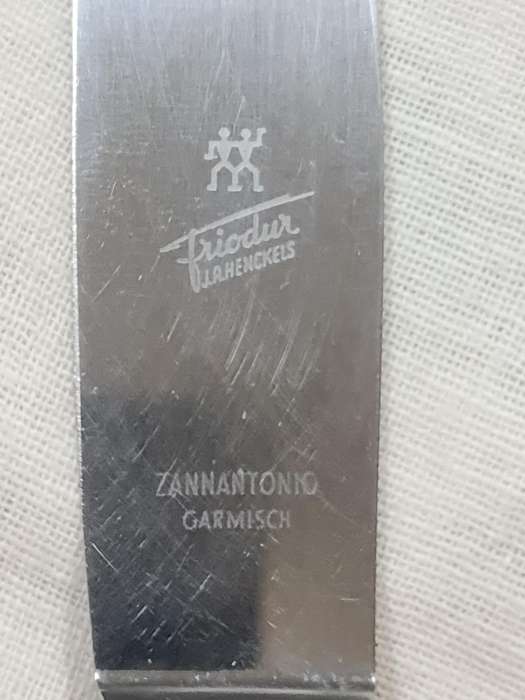 Friodur
J.A.HENCKELS
ZANNANTONIO
GARMISCH